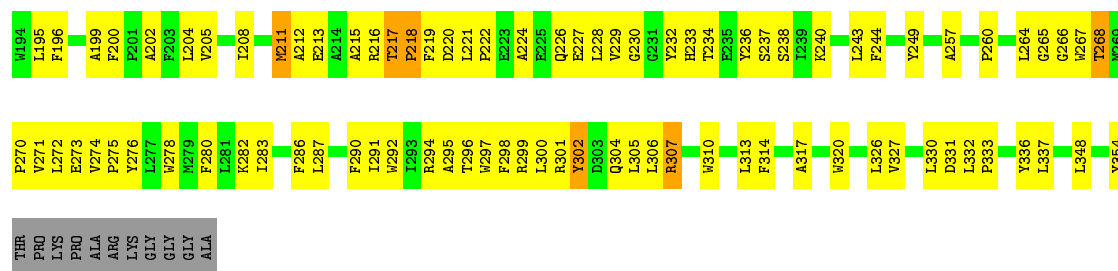 W194 L195 F196 A199 F200 P201 A202 F203 L204 V205 I208 M211 A212 E213 A214 A215 R216 T217 P218 F219 D220 L221 P222 E223 A224 E225 Q226 E227 L228 V229 G230 G231 Y232 H233 T234 E235 Y236 S237 S238 I239 K240 L243 F244 Y249 A257 P260 L264 G265 G266 W267 T268
P270 V271 L272 E273 V274 P275 Y276 L277 W278 M279 F280 L281 K282 I283 F286 L287 F290 I291 W292 I293 R294 A295 T296 W297 F298 R299 L300 R301 Y302 D303 Q304 L305 L306 R307 W310 L313 F314 A317 W320 L326 V327 L330 D331 L332 P333 Y336 L337 L348
THR PRO LYS PRO ALA ARG LYS GLY GLY GLY ALA